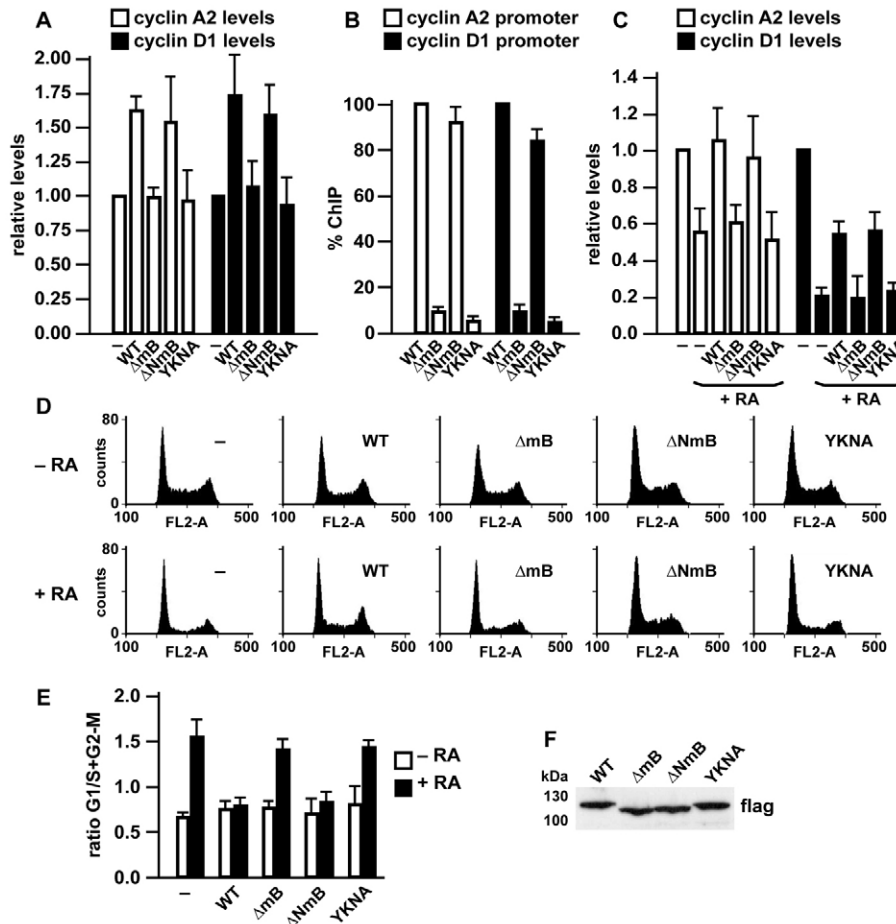 A
cyclin A2 levels
cyclin D1 levels
relative levels
2.00
1.75
1.50
1.25
1.00
0.75
0.50
0.25
0.00
– WT ΔmB ΔNmB YKNA – WT ΔmB ΔNmB YKNA
B
cyclin A2 promoter
cyclin D1 promoter
% ChIP
100
80
60
40
20
0
WT ΔmB ΔNmB YKNA WT ΔmB ΔNmB YKNA
C
cyclin A2 levels
cyclin D1 levels
relative levels
1.4
1.2
1.0
0.8
0.6
0.4
0.2
0.0
– – WT ΔmB ΔNmB YKNA – – WT ΔmB ΔNmB YKNA
+ RA + RA
D
– RA
80
counts
0
– WT ΔmB ΔNmB YKNA
100 500 100 500 100 500 100 500 100 500
FL2-A FL2-A FL2-A FL2-A FL2-A
+ RA
80
counts
0
– WT ΔmB ΔNmB YKNA
100 500 100 500 100 500 100 500 100 500
FL2-A FL2-A FL2-A FL2-A FL2-A
E
ratio G1/S+G2-M
2.0
1.5
1.0
0.5
0.0
– RA
+ RA
– WT ΔmB ΔNmB YKNA
F
WT ΔmB ΔNmB YKNA
kDa
130
100
flag